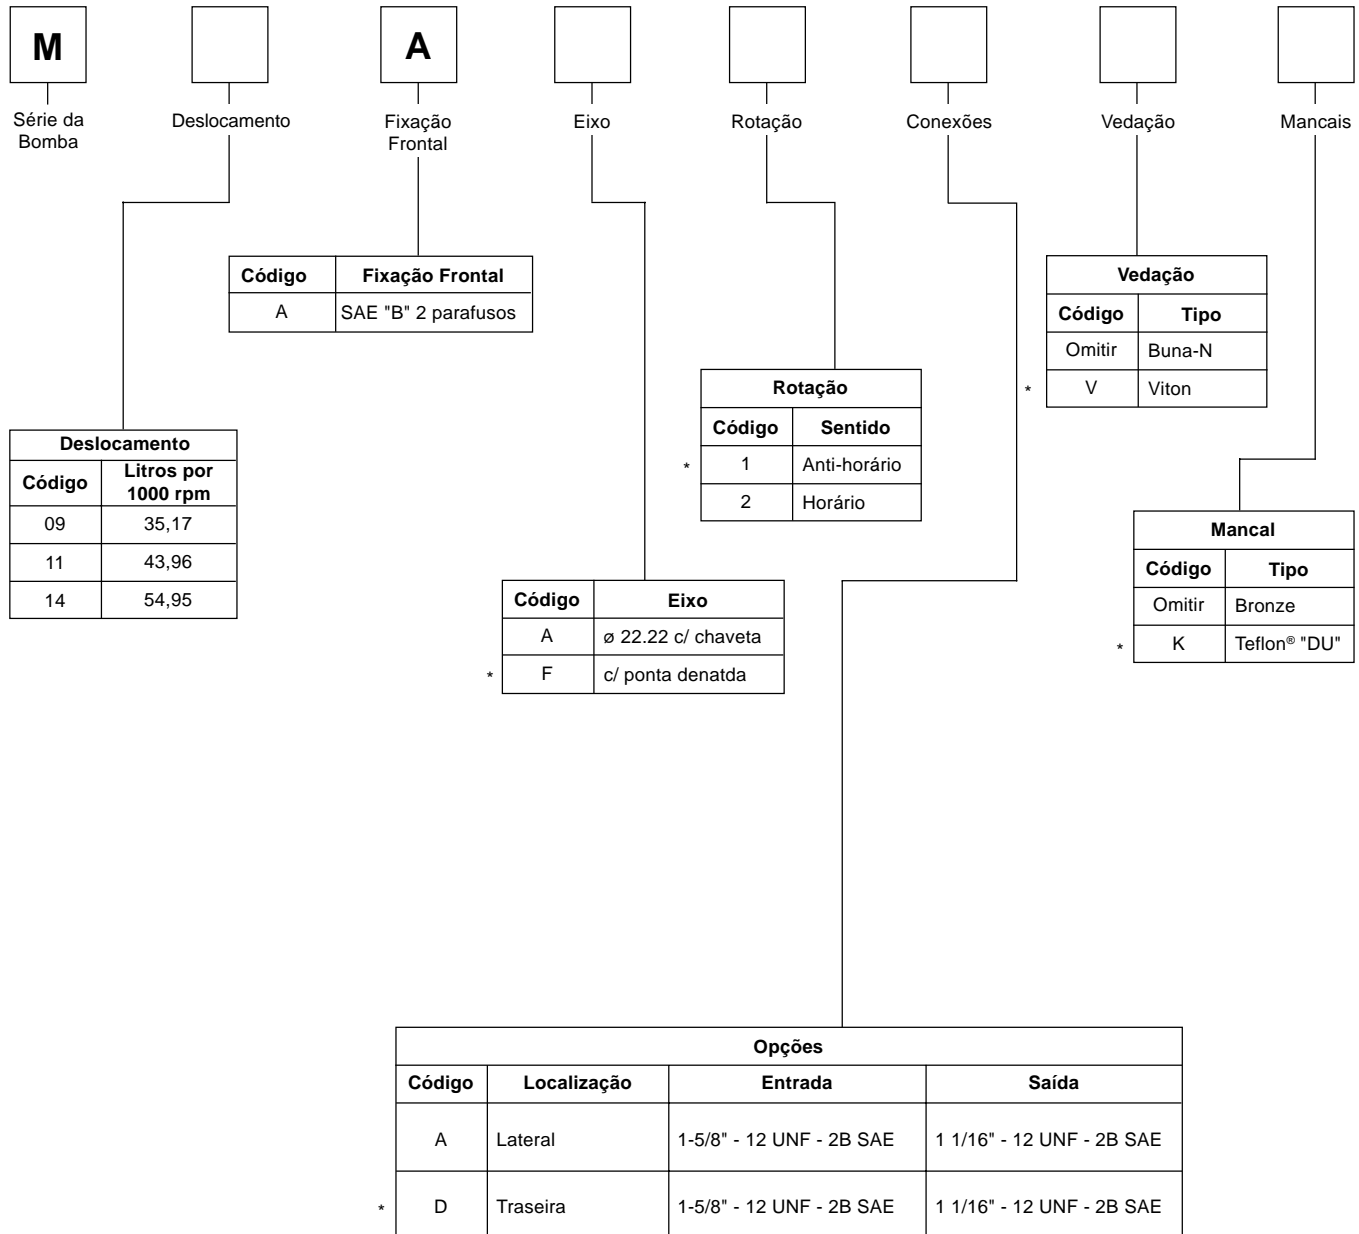 M
A
Série da
Bomba
Deslocamento
Fixação
Frontal
Eixo
Rotação
Conexões
Vedação
Mancais
Código Fixação Frontal
A SAE "B" 2 parafusos
Vedação
Código Tipo
Omitir Buna-N
* V Viton
Rotação
Código Sentido
* 1 Anti-horário
2 Horário
Deslocamento
Código Litros por
1000 rpm
09 35,17
11 43,96
14 54,95
Mancal
Código Tipo
Omitir Bronze
* K Teflon® "DU"
Código Eixo
A ø 22.22 c/ chaveta
* F c/ ponta denatda
Opções
Código Localização Entrada Saída
A Lateral 1-5/8" - 12 UNF - 2B SAE 1 1/16" - 12 UNF - 2B SAE
* D Traseira 1-5/8" - 12 UNF - 2B SAE 1 1/16" - 12 UNF - 2B SAE